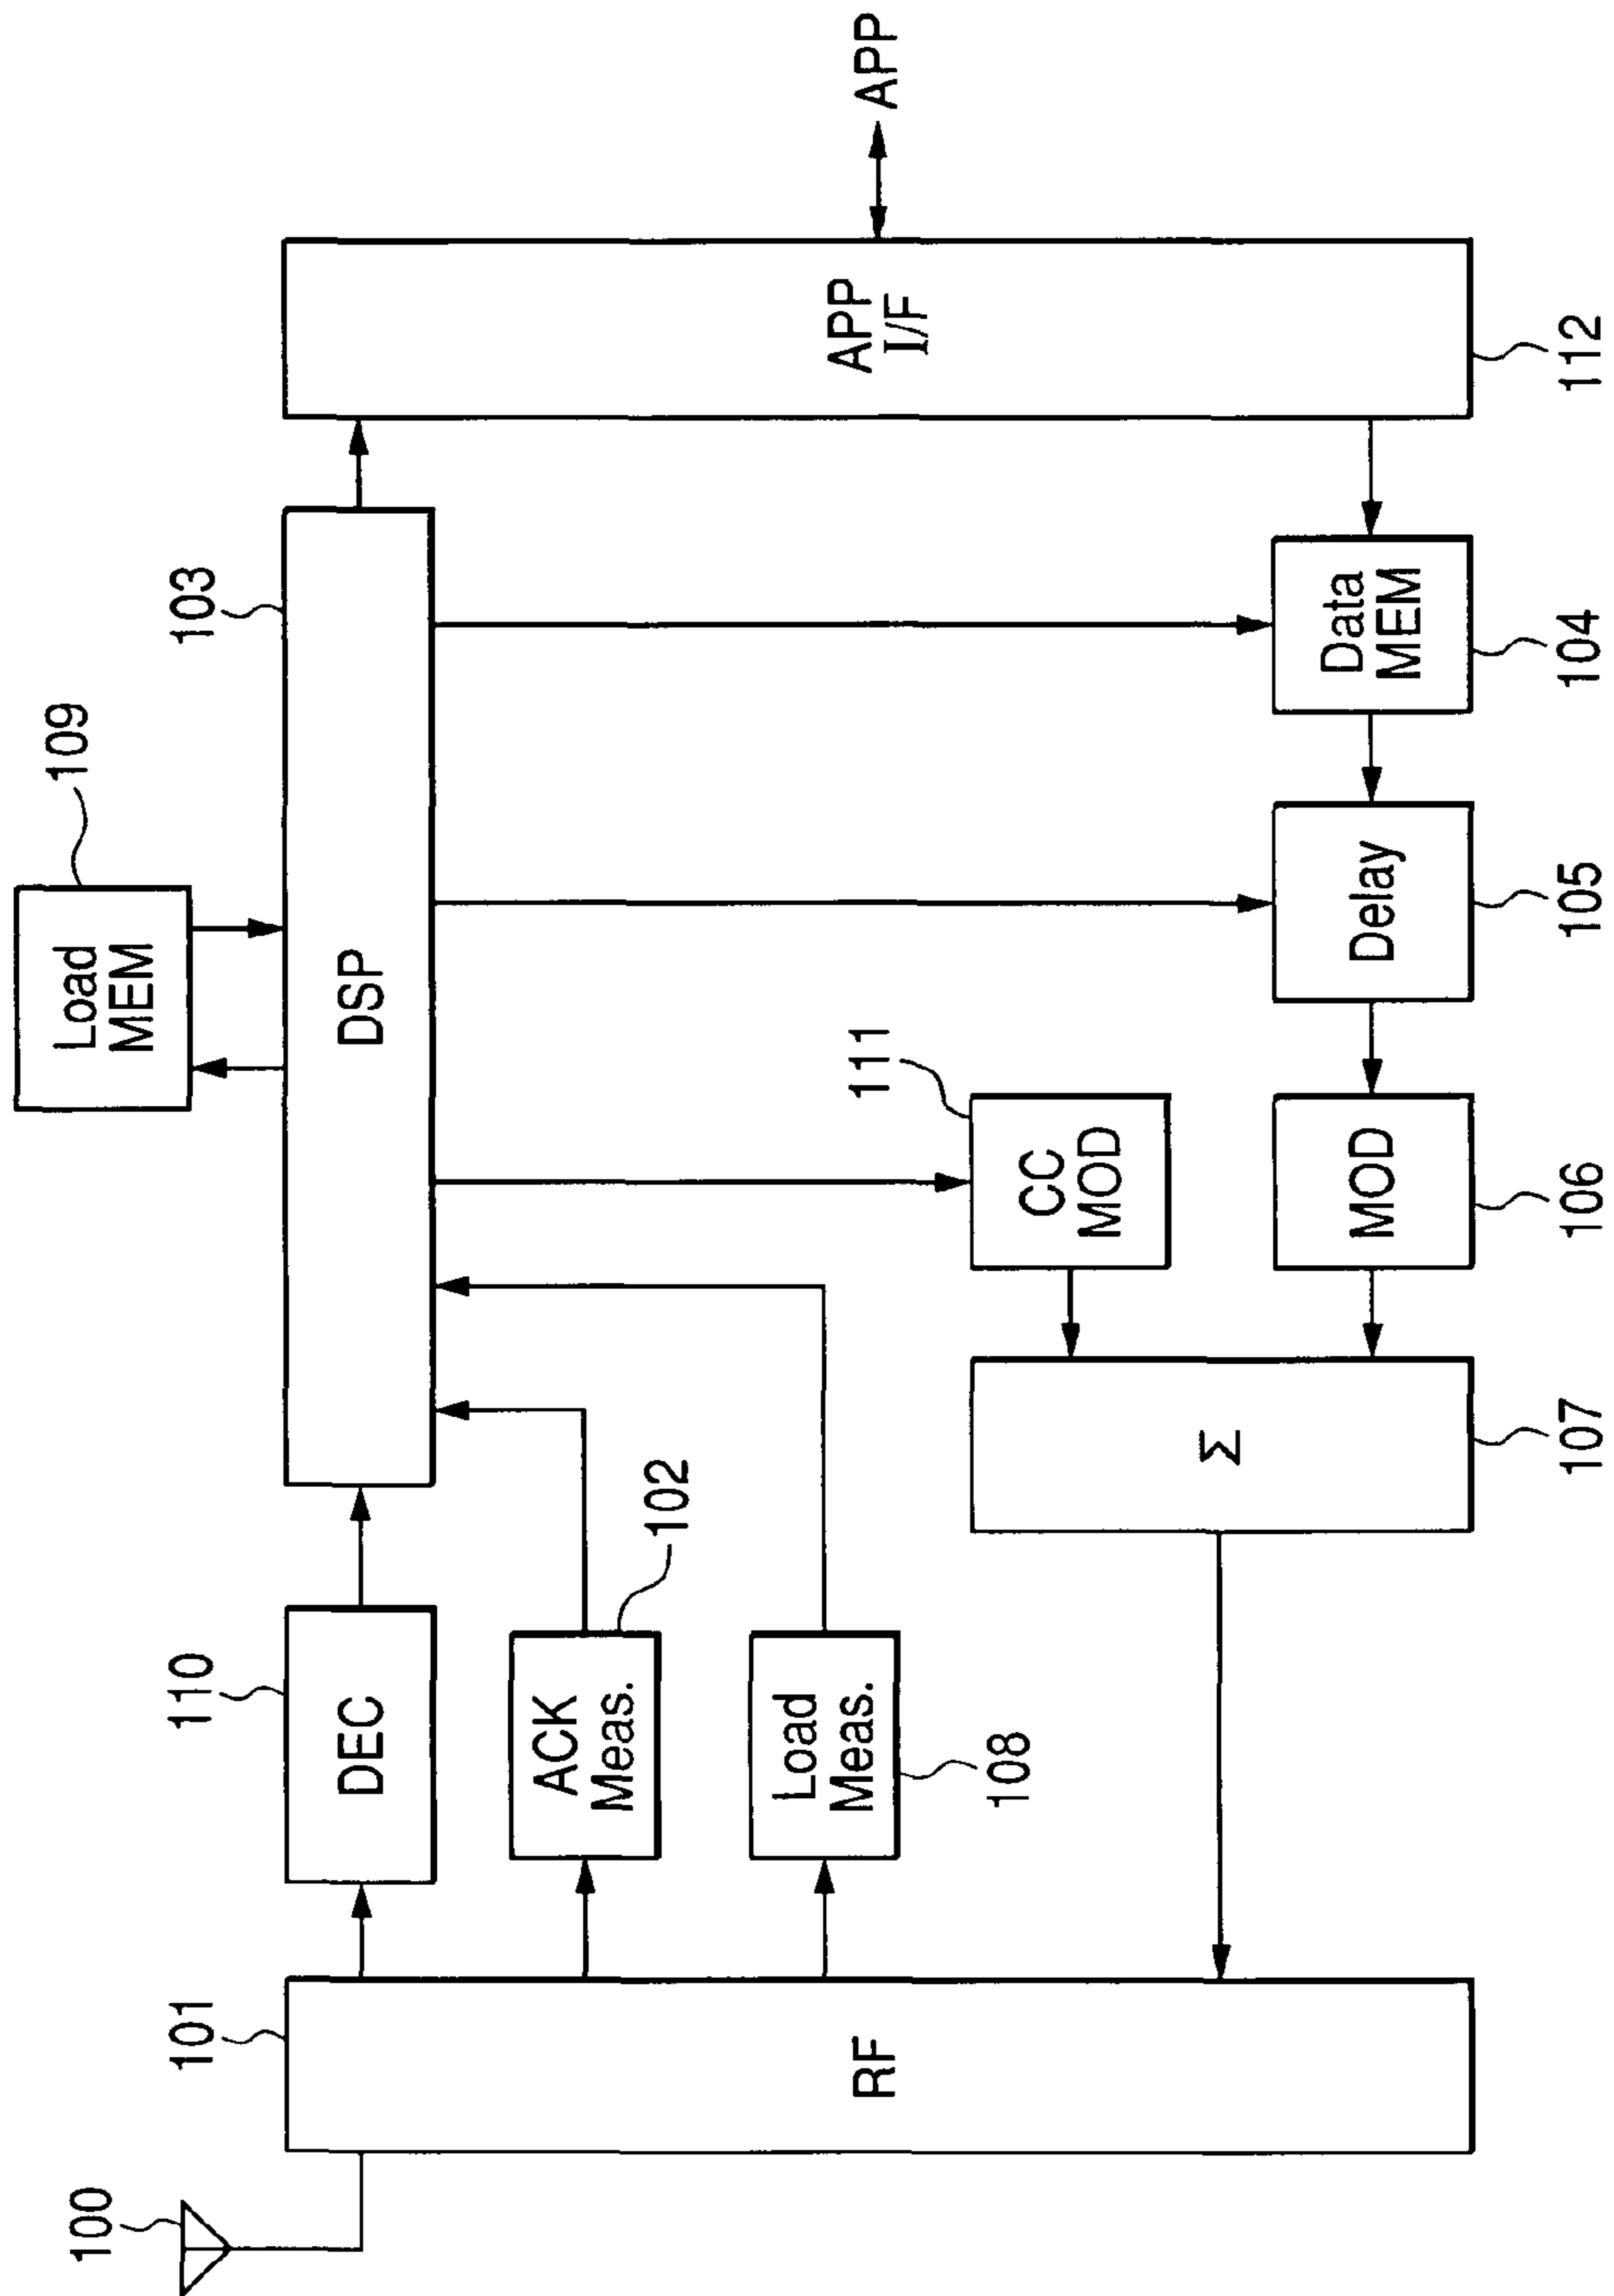 100
101
RF
110
DEC
ACK
Meas.
102
Load
Meas.
108
109
Load
MEM
103
DSP
111
CC
MOD
Σ
107
MOD
106
Delay
105
Data
MEM
104
APP
I/F
112
APP